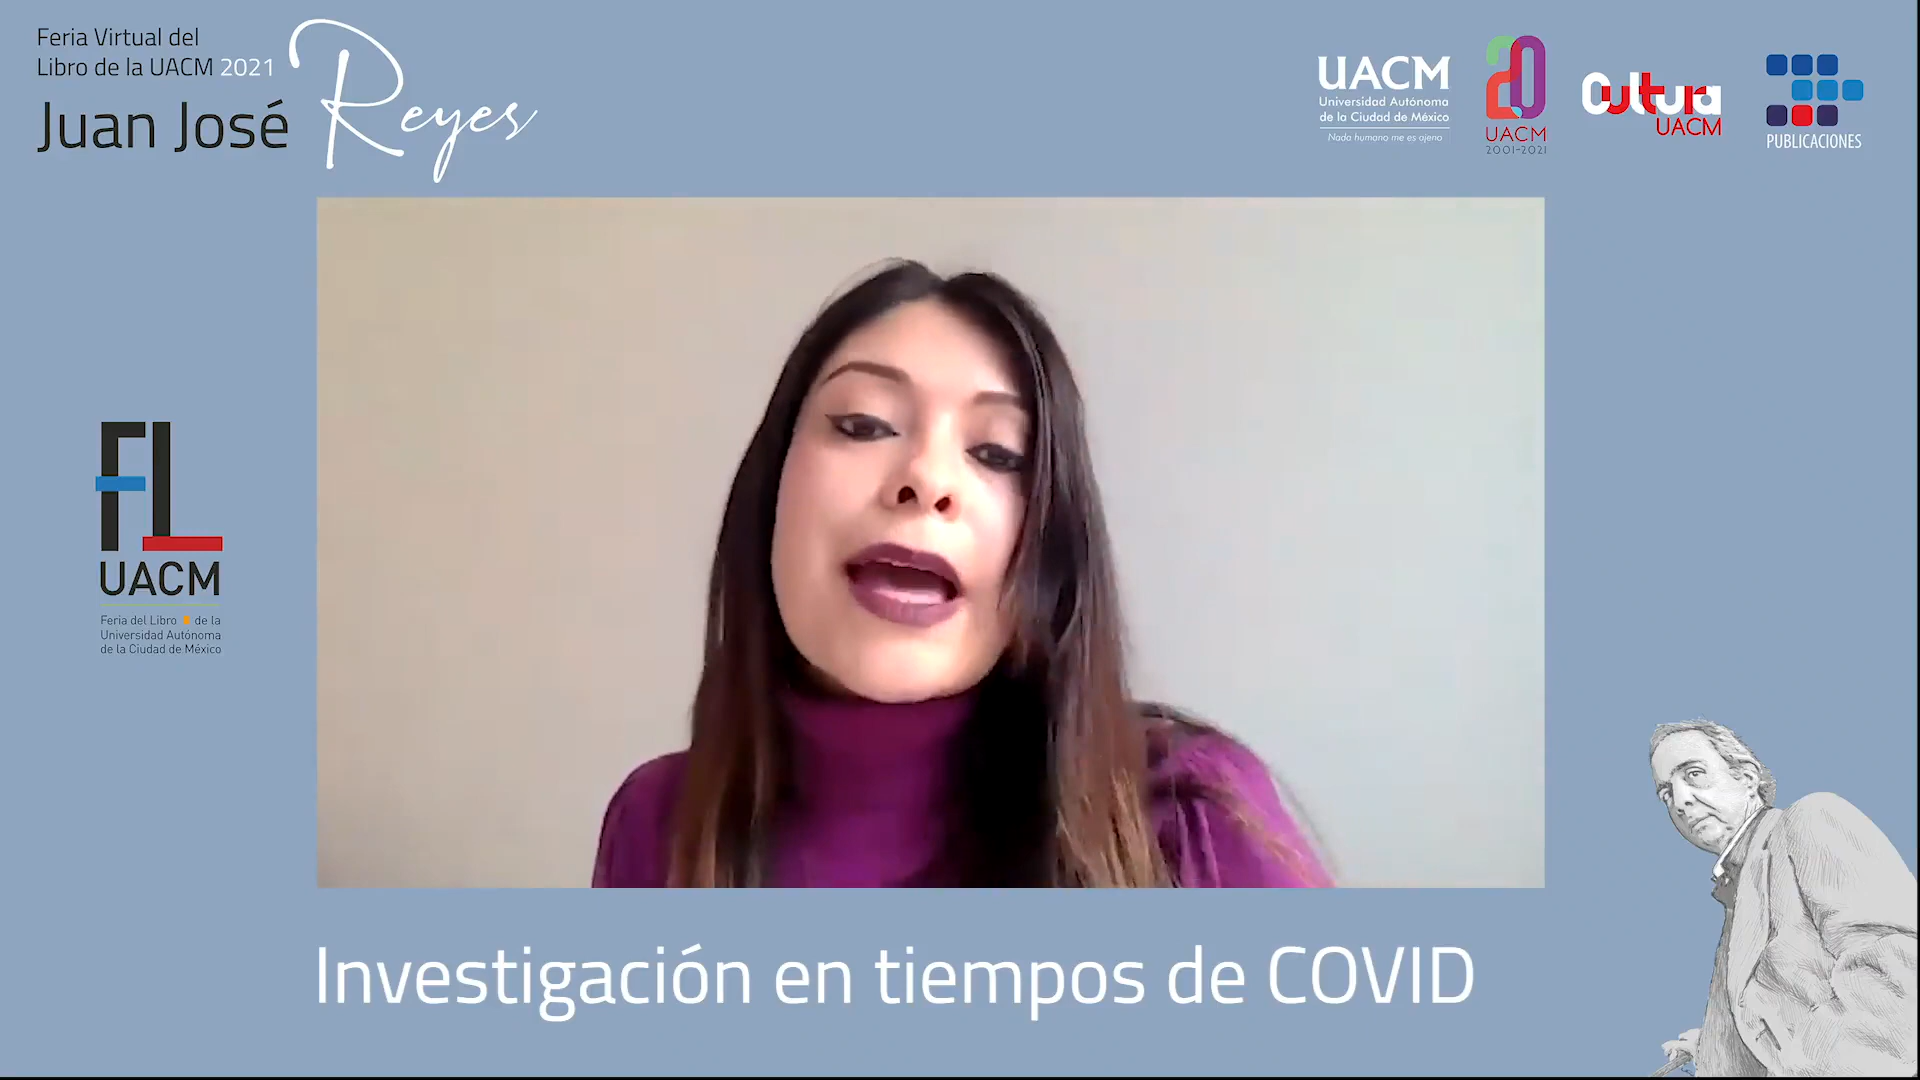 Feria Virtual del
Libro de la UACM 2021
Juan José Reyes
UACM
Universidad Autónoma
de la Ciudad de México
Nada humano me es ajeno
20
UACM
2001-2021
Cultura
UACM
PUBLICACIONES
FL
UACM
Feria del Libro de la
Universidad Autónoma
de la Ciudad de México
Investigación en tiempos de COVID